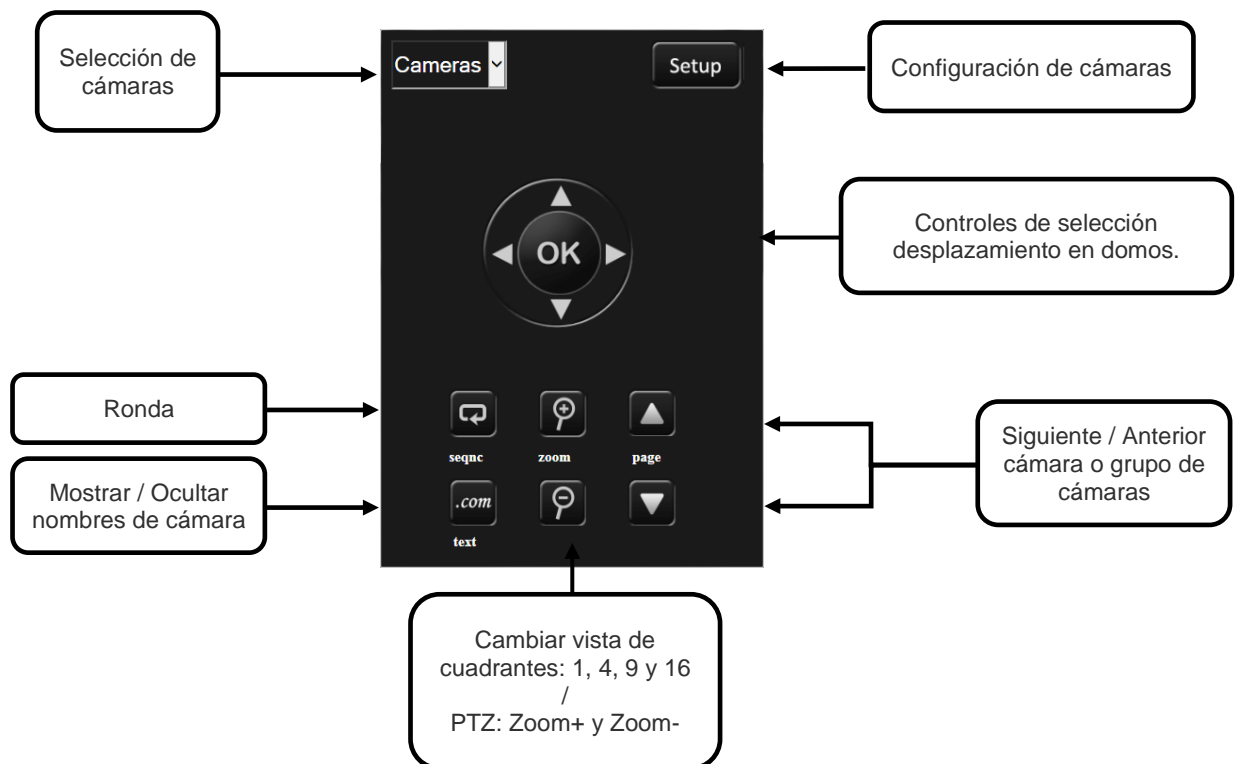 Selección de
cámaras
Cameras
Setup
Configuración de cámaras
OK
Controles de selección
desplazamiento en domos.
Ronda
seqnc
zoom
page
Mostrar / Ocultar
nombres de cámara
.com
text
Siguiente / Anterior
cámara o grupo de
cámaras
Cambiar vista de
cuadrantes: 1, 4, 9 y 16
/
PTZ: Zoom+ y Zoom-